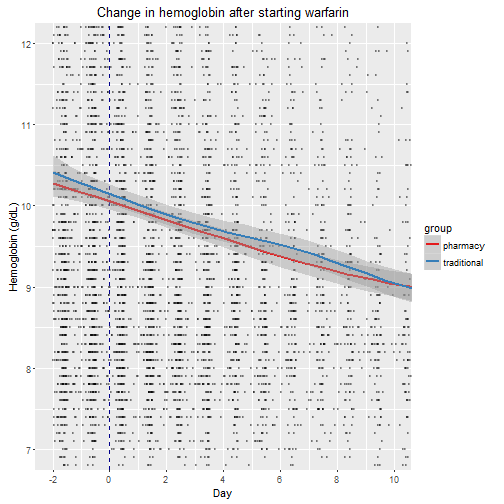 Change in hemoglobin after starting warfarin
12
11
10
9
8
7
Hemoglobin (g/dL)
-2
0
2
4
6
8
10
Day
group
pharmacy
traditional